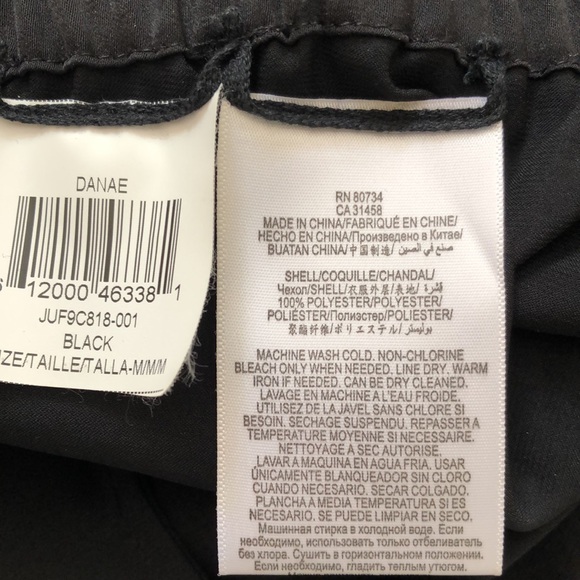 DANAE
12000 46338 1
JUF9C818-001
BLACK
ZE/TAILLE/TALLA-M/M/M
RN 80734
CA 31458
MADE IN CHINA/FABRIQUÉ EN CHINE/
HECHO EN CHINA/Произведено в Китае/
BUATAN CHINA/中国制造/ صنع في الصين
SHELL/COQUILLE/CHANDAL/
Чехол/SHELL/衣服外层/表地/ قشرة
100% POLYESTER/POLYESTER/
POLIÉSTER/Полиэстер/POLIESTER/
聚酯纤维/ポリエステル/ بوليستر
MACHINE WASH COLD. NON-CHLORINE
BLEACH ONLY WHEN NEEDED. LINE DRY. WARM
IRON IF NEEDED. CAN BE DRY CLEANED.
LAVAGE EN MACHINE A L'EAU FROIDE.
UTILISEZ DE LA JAVEL SANS CHLORE SI
BESOIN. SECHAGE SUSPENDU. REPASSER A
TEMPERATURE MOYENNE SI NECESSAIRE.
NETTOYAGE A SEC AUTORISE.
LAVAR A MAQUINA EN AGUA FRIA. USAR
ÚNICAMENTE BLANQUEADOR SIN CLORO
CUANDO NECESARIO. SECAR COLGADO.
PLANCHA A MEDIA TEMPERATURA SI ES
NECESARIO. SE PUEDE LIMPIAR EN SECO.
Машинная стирка в холодной воде. Если
необходимо, использовать только отбеливатель
без хлора. Сушить в горизонтальном положении.
Если необходимо, гладить теплым утюгом.